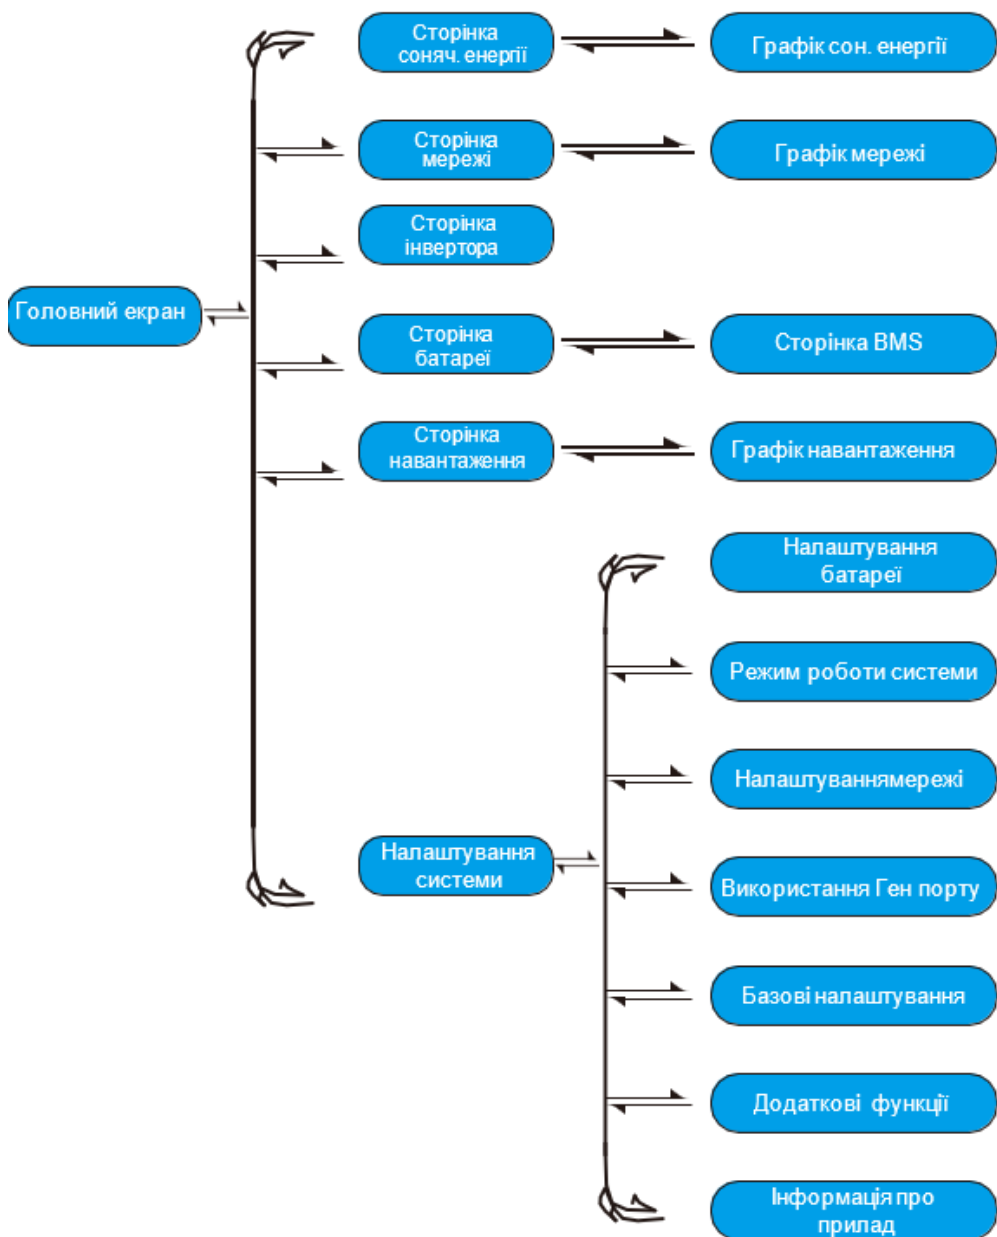 Сторінка
соняч. енергії
Графік сон. енергії
Сторінка
мережі
Графік мережі
Сторінка
інвертора
Головний екран
Сторінка
батареї
Сторінка BMS
Сторінка
навантаження
Графік навантаження
Налаштування
батареї
Режим роботи системи
Налаштуваннямережі
Налаштування
системи
Використання Ген порту
Базові налаштування
Додаткові функції
Інформація про
прилад